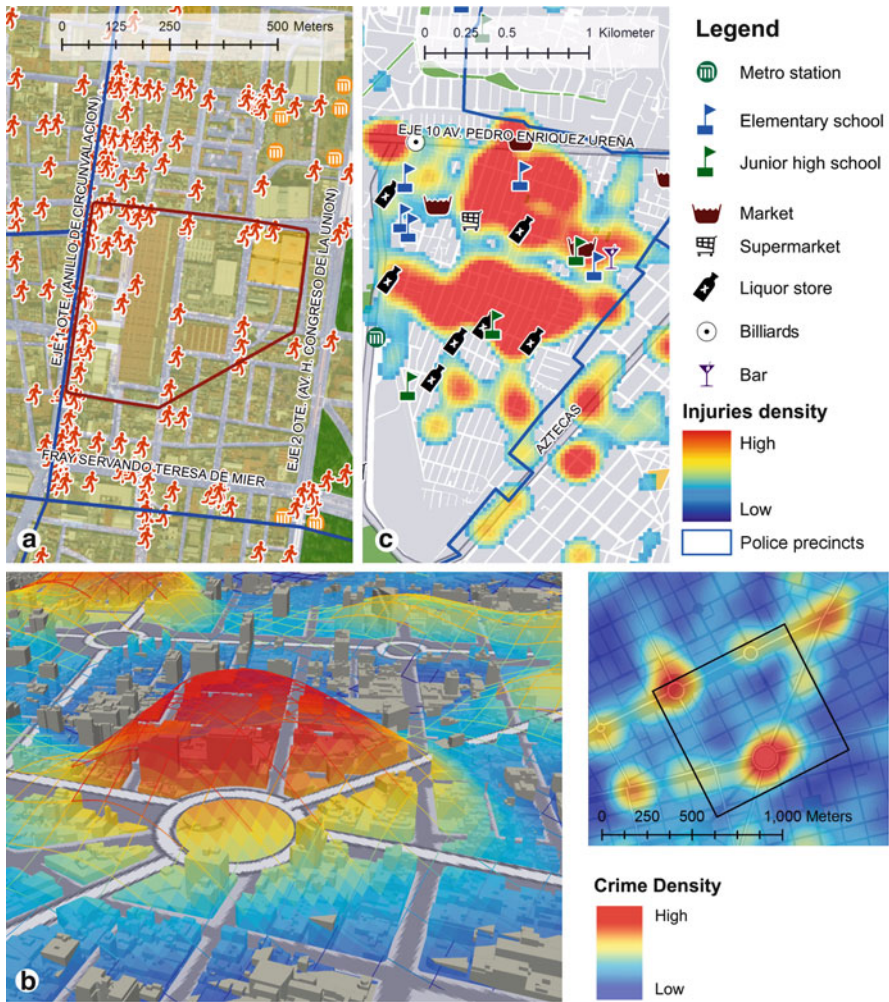 0 125 250 500 Meters
EJE 1 OTE. (ANILLO DE CIRCUNVALACION)
EJE 2 OTE. (AV. H. CONGRESO DE LA UNION)
FRAY SERVANDO TERESA DE MIER
a
0 0.25 0.5 1 Kilometer
EJE 10 AV. PEDRO ENRIQUEZ UREÑA
AZTECAS
c
Legend
Metro station
Elementary school
Junior high school
Market
Supermarket
Liquor store
Billiards
Bar
Injuries density
High
Low
Police precincts
b
0 250 500 1,000 Meters
Crime Density
High
Low